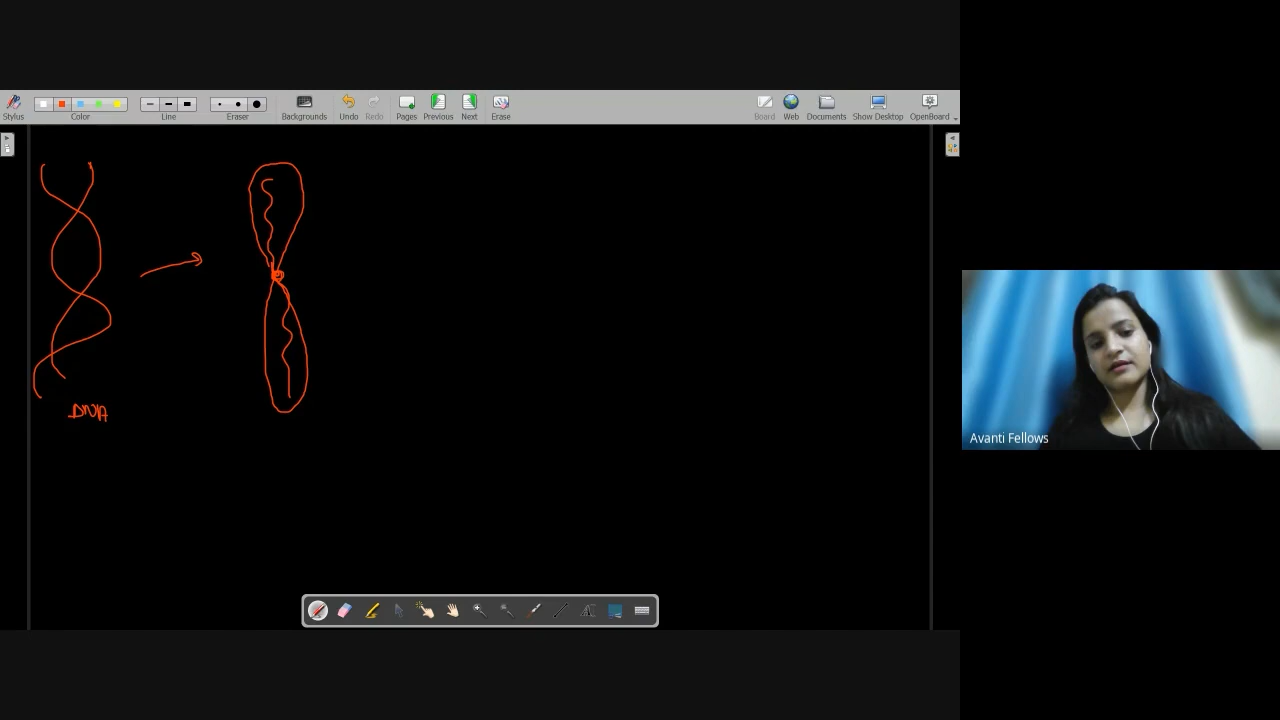 Stylus
Color
Line
Eraser
Backgrounds
Undo
Redo
Pages
Previous
Next
Erase
Board
Web
Documents
Show Desktop
OpenBoard
DNA
Avanti Fellows